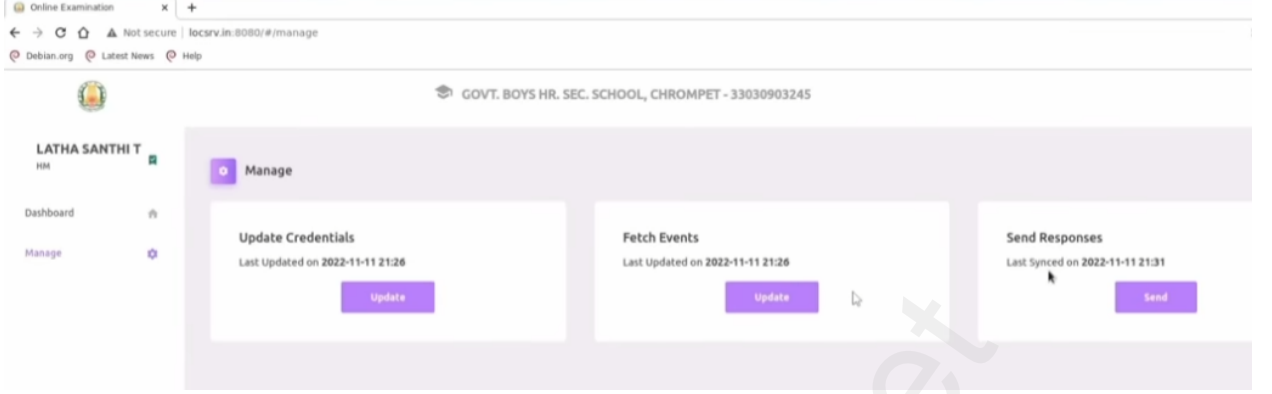 Online Examination
Not secure | locsrv.in:8080/#/manage
Debian.org Latest News Help
GOVT. BOYS HR. SEC. SCHOOL, CHROMPET - 33030903245
LATHA SANTHI T
HM
Dashboard
Manage
Manage
Update Credentials
Last Updated on 2022-11-11 21:26
Update
Fetch Events
Last Updated on 2022-11-11 21:26
Update
Send Responses
Last Synced on 2022-11-11 21:31
Send